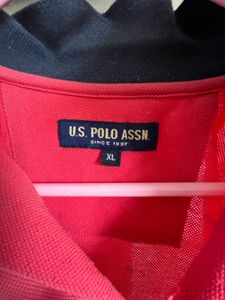 U.S. POLO ASSN.
SINCE 1890
XL